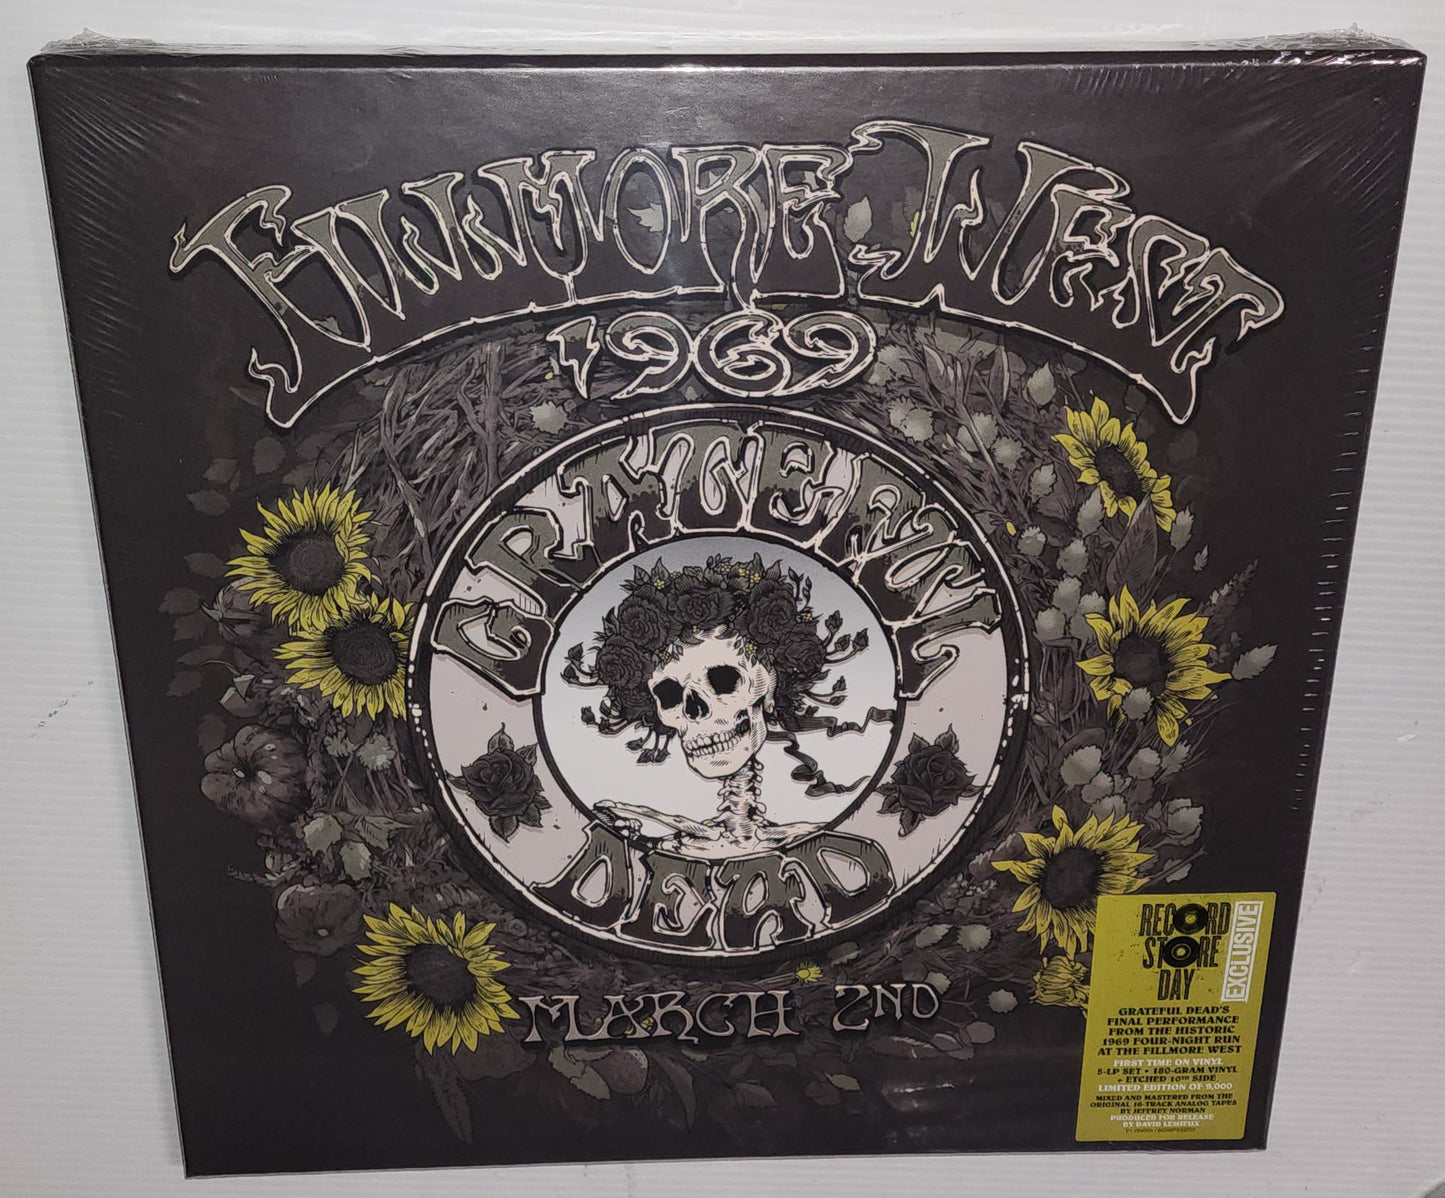 FILLMORE WEST
1969
GRATEFUL
DEAD
MARCH 2ND
RECORD
STORE
DAY
EXCLUSIVE
GRATEFUL DEAD'S
FINAL PERFORMANCE
FROM THE HISTORIC
1969 FOUR-NIGHT RUN
AT THE FILLMORE WEST
FIRST TIME ON VINYL
5-LP SET • 180-GRAM VINYL
+ ETCHED 10TH SIDE
LIMITED EDITION OF 9,000
MIXED AND MASTERED FROM THE
ORIGINAL 16-TRACK ANALOG TAPES
BY JEFFREY NORMAN
PRODUCED FOR RELEASE
BY DAVID LEMIEUX